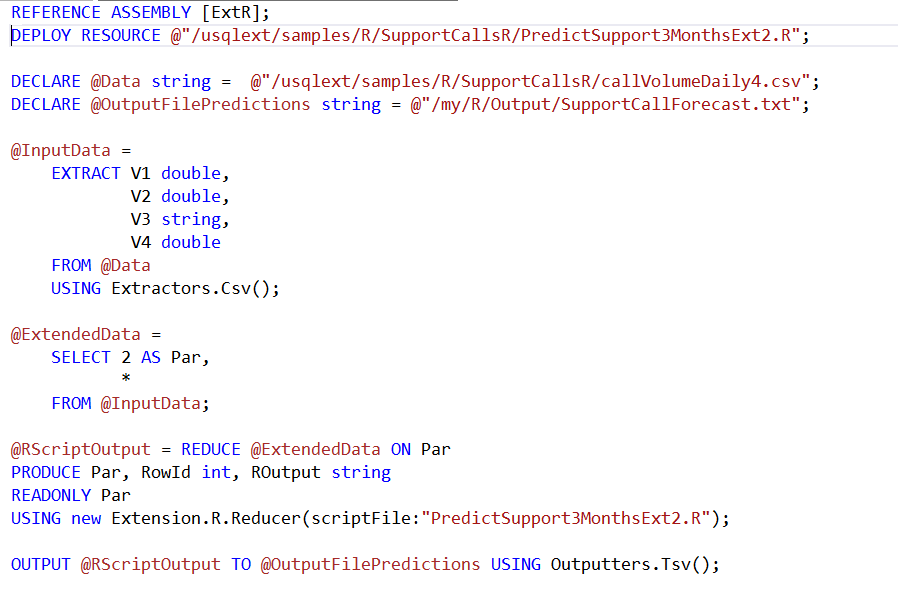 REFERENCE ASSEMBLY [ExtR];
DEPLOY RESOURCE @"/usqlext/samples/R/SupportCallsR/PredictSupport3MonthsExt2.R";
DECLARE @Data string =  @"/usqlext/samples/R/SupportCallsR/callVolumeDaily4.csv";
DECLARE @OutputFilePredictions string = @"/my/R/Output/SupportCallForecast.txt";
@InputData =
    EXTRACT V1 double,
            V2 double,
            V3 string,
            V4 double
    FROM @Data
    USING Extractors.Csv();
@ExtendedData =
    SELECT 2 AS Par,
           *
    FROM @InputData;
@RScriptOutput = REDUCE @ExtendedData ON Par
PRODUCE Par, RowId int, ROutput string
READONLY Par
USING new Extension.R.Reducer(scriptFile:"PredictSupport3MonthsExt2.R");
OUTPUT @RScriptOutput TO @OutputFilePredictions USING Outputters.Tsv();